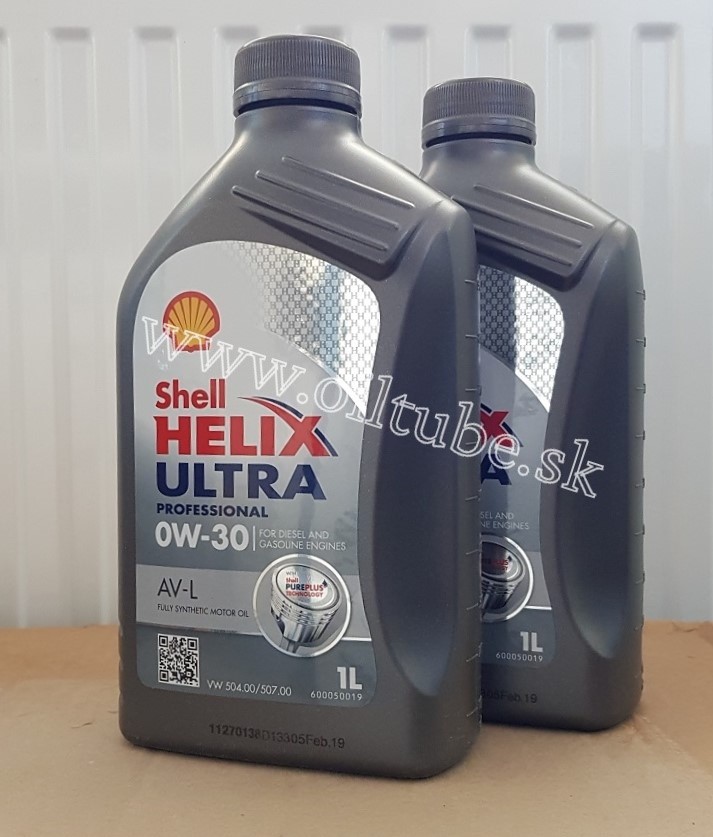 www.oiltube.sk
Shell
HELIX
ULTRA
PROFESSIONAL
0W-30
FOR DIESEL AND
GASOLINE ENGINES
AV-L
FULLY SYNTHETIC MOTOR OIL
Shell
PUREPLUS
TECHNOLOGY
1L
VW 504.00/507.00
600050019
11270138D13305Feb.19
1L
600050019
05Feb.19